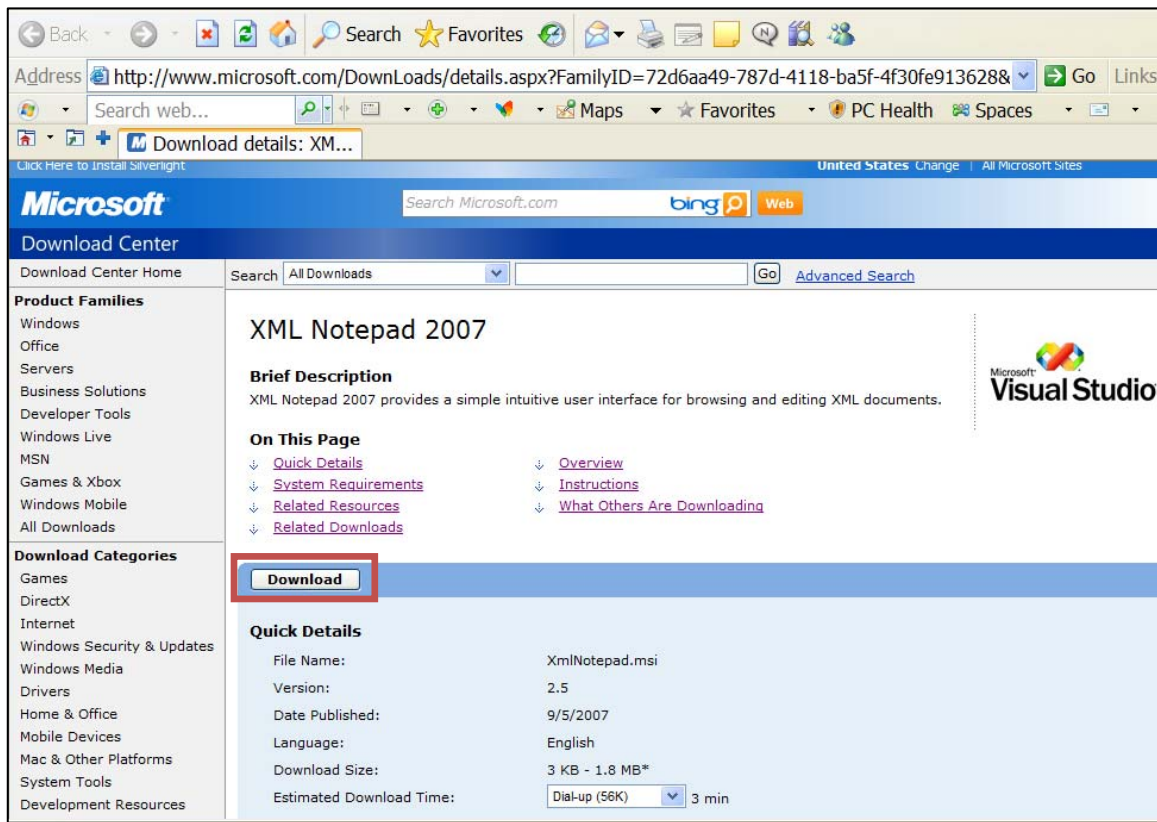 Back Search Favorites
Address http://www.microsoft.com/DownLoads/details.aspx?FamilyID=72d6aa49-787d-4118-ba5f-4f30fe913628& Go Links
Search web... Maps Favorites PC Health Spaces
Download details: XM...
Click Here to Install Silverlight United States Change | All Microsoft Sites
Microsoft Search Microsoft.com bing Web
Download Center
Download Center Home Search All Downloads Go Advanced Search
Product Families
Windows
Office
Servers
Business Solutions
Developer Tools
Windows Live
MSN
Games & Xbox
Windows Mobile
All Downloads
Download Categories
Games
DirectX
Internet
Windows Security & Updates
Windows Media
Drivers
Home & Office
Mobile Devices
Mac & Other Platforms
System Tools
Development Resources
XML Notepad 2007
Microsoft
Visual Studio
Brief Description
XML Notepad 2007 provides a simple intuitive user interface for browsing and editing XML documents.
On This Page
Quick Details Overview
System Requirements Instructions
Related Resources What Others Are Downloading
Related Downloads
Download
Quick Details
File Name: XmlNotepad.msi
Version: 2.5
Date Published: 9/5/2007
Language: English
Download Size: 3 KB - 1.8 MB*
Estimated Download Time: Dial-up (56K) 3 min